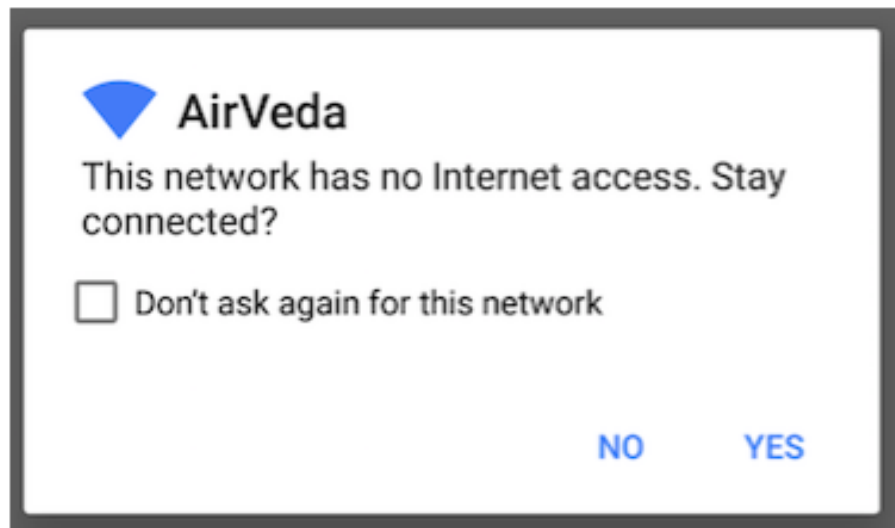 AirVeda
This network has no Internet access. Stay
connected?
Don't ask again for this network
NO YES